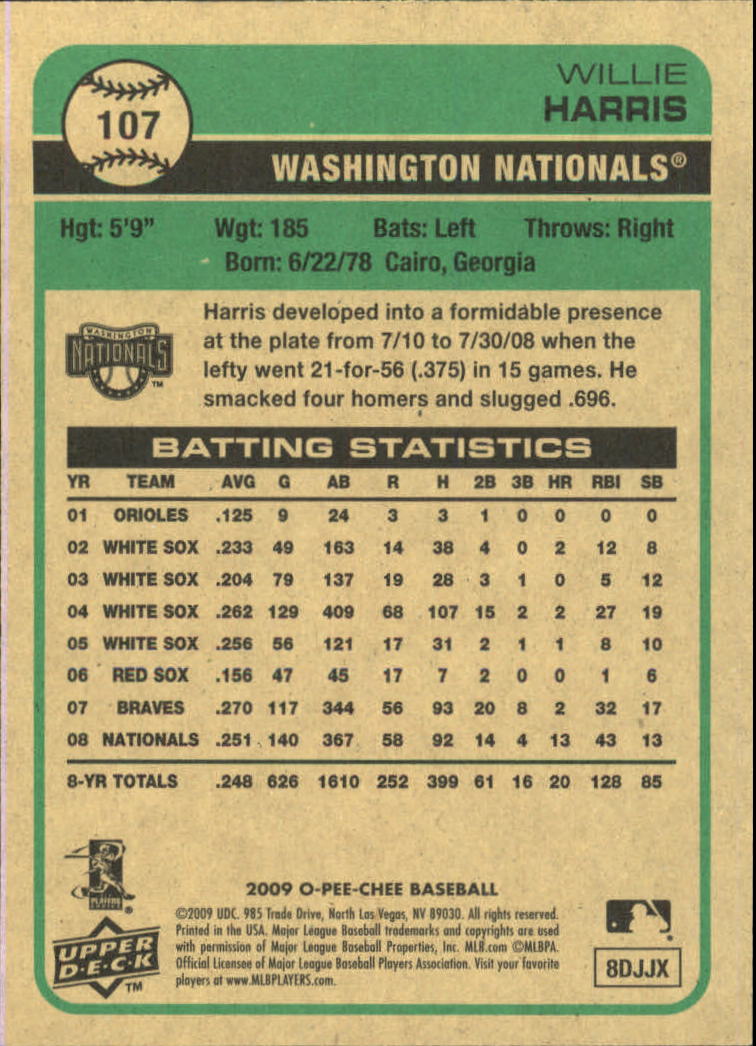 107
WILLIE
HARRIS
WASHINGTON NATIONALS®
Hgt: 5'9" Wgt: 185 Bats: Left Throws: Right
Born: 6/22/78 Cairo, Georgia
WASHINGTON
NATIONALS
TM
Harris developed into a formidable presence
at the plate from 7/10 to 7/30/08 when the
lefty went 21-for-56 (.375) in 15 games. He
smacked four homers and slugged .696.
BATTING STATISTICS
YR TEAM AVG G AB R H 2B 3B HR RBI SB
01 ORIOLES .125 9 24 3 3 1 0 0 0 0
02 WHITE SOX .233 49 163 14 38 4 0 2 12 8
03 WHITE SOX .204 79 137 19 28 3 1 0 5 12
04 WHITE SOX .262 129 409 68 107 15 2 2 27 19
05 WHITE SOX .256 56 121 17 31 2 1 1 8 10
06 RED SOX .156 47 45 17 7 2 0 0 1 6
07 BRAVES .270 117 344 56 93 20 8 2 32 17
08 NATIONALS .251 140 367 58 92 14 4 13 43 13
8-YR TOTALS .248 626 1610 252 399 61 16 20 128 85
PLAYERS
CHOICE
®
2009 O-PEE-CHEE BASEBALL
©2009 UDC. 985 Trade Drive, North Las Vegas, NV 89030. All rights reserved.
Printed in the USA. Major League Baseball trademarks and copyrights are used
with permission of Major League Baseball Properties, Inc. MLB.com ©MLBPA.
Official Licensee of Major League Baseball Players Association. Visit your favorite
players at www.MLBPLAYERS.com.
UPPER
D·E·C·K
TM
8DJJX